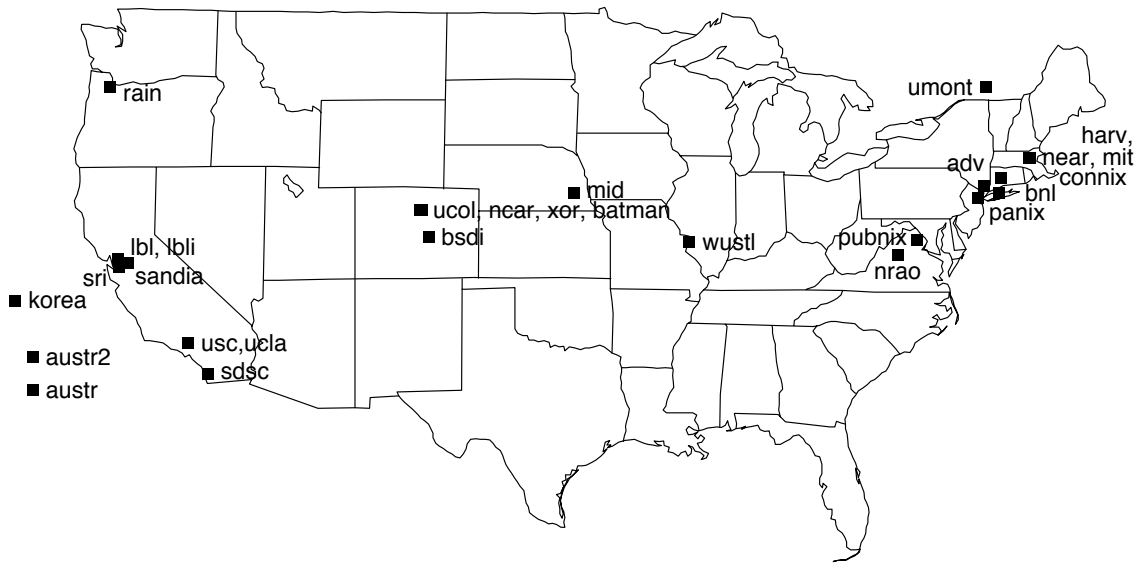 umont
rain
harv,
near, mit
adv
connix
mid
bnl
ucol, ncar, xor, batman
panix
bsdi
wustl
pubnix
lbl, lbli
nrao
sri
sandia
korea
usc,ucla
austr2
sdsc
austr